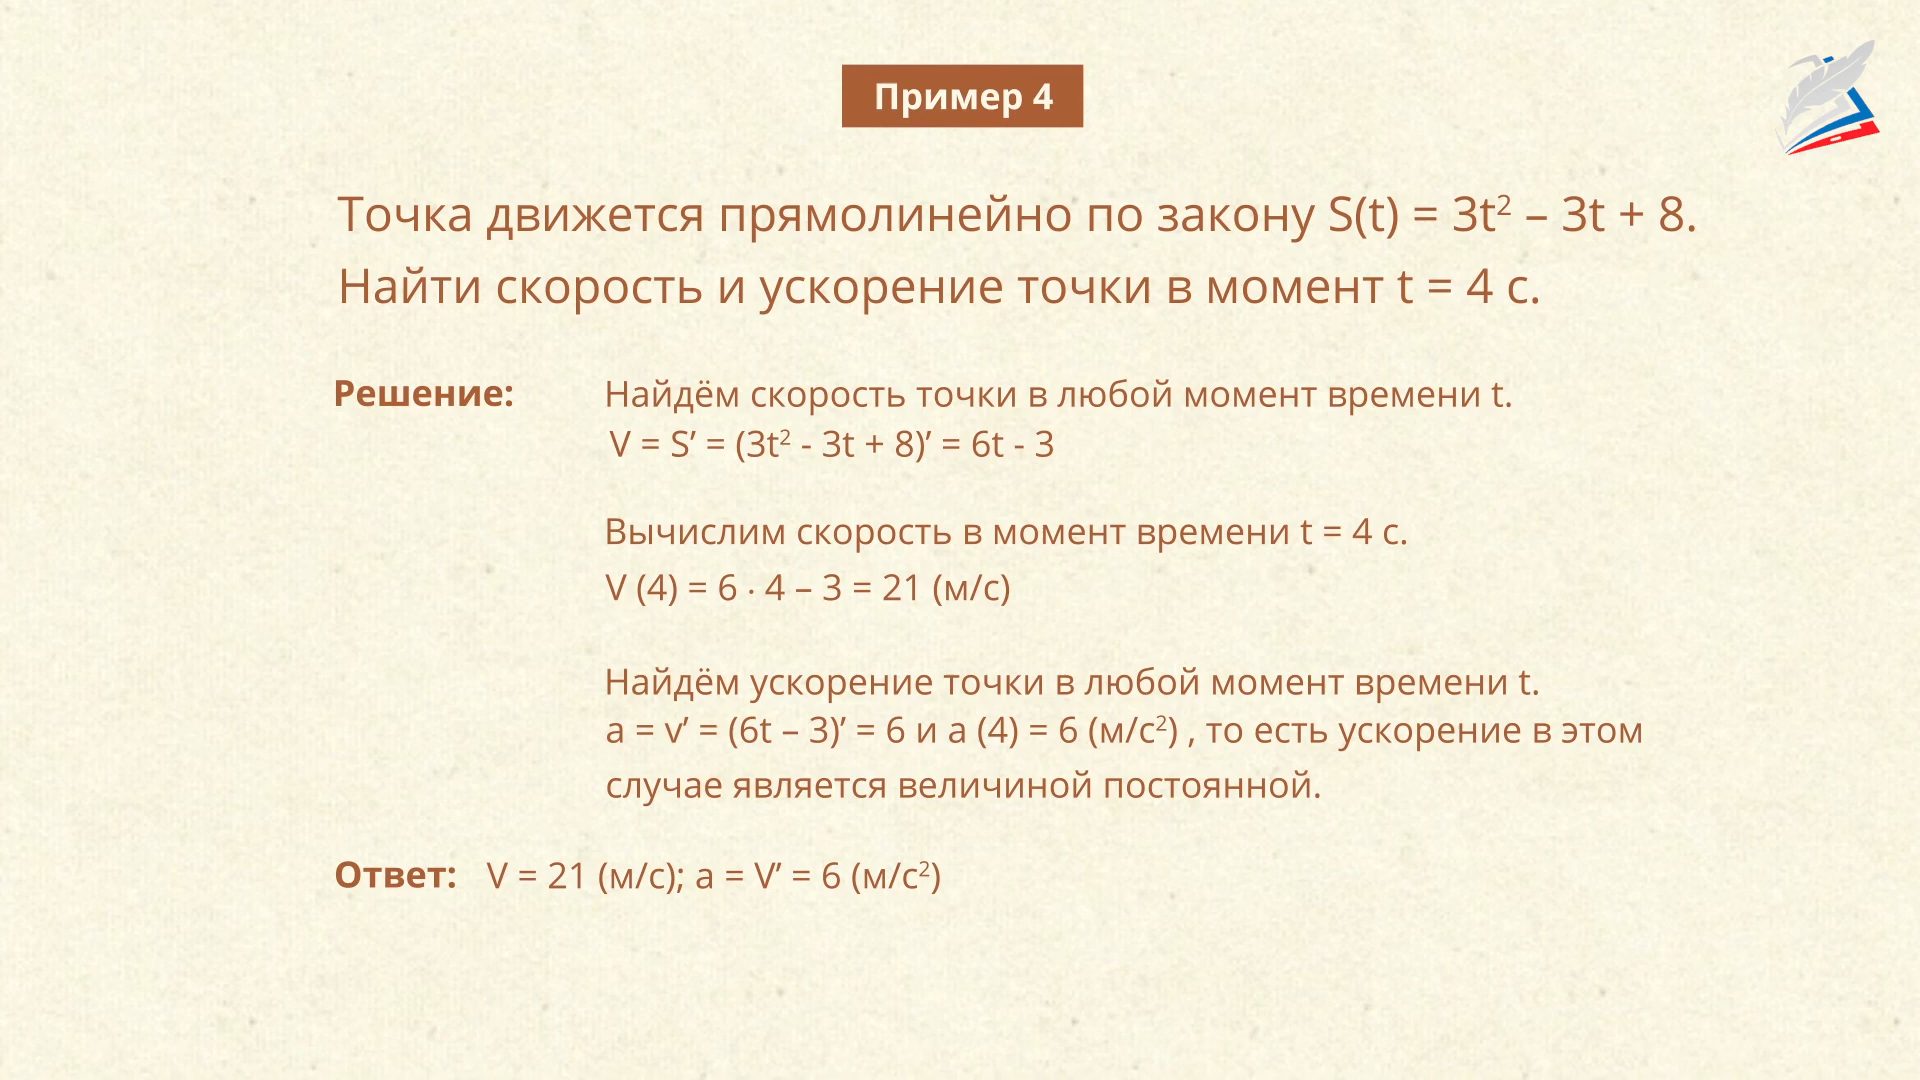 Пример 4
Точка движется прямолинейно по закону S(t) = 3t² – 3t + 8.
Найти скорость и ускорение точки в момент t = 4 с.
Решение: Найдём скорость точки в любой момент времени t.
V = S’ = (3t² - 3t + 8)’ = 6t - 3
Вычислим скорость в момент времени t = 4 с.
V (4) = 6 · 4 – 3 = 21 (м/с)
Найдём ускорение точки в любой момент времени t.
a = v’ = (6t – 3)’ = 6 и a (4) = 6 (м/с²) , то есть ускорение в этом
случае является величиной постоянной.
Ответ: V = 21 (м/с); a = V’ = 6 (м/с²)